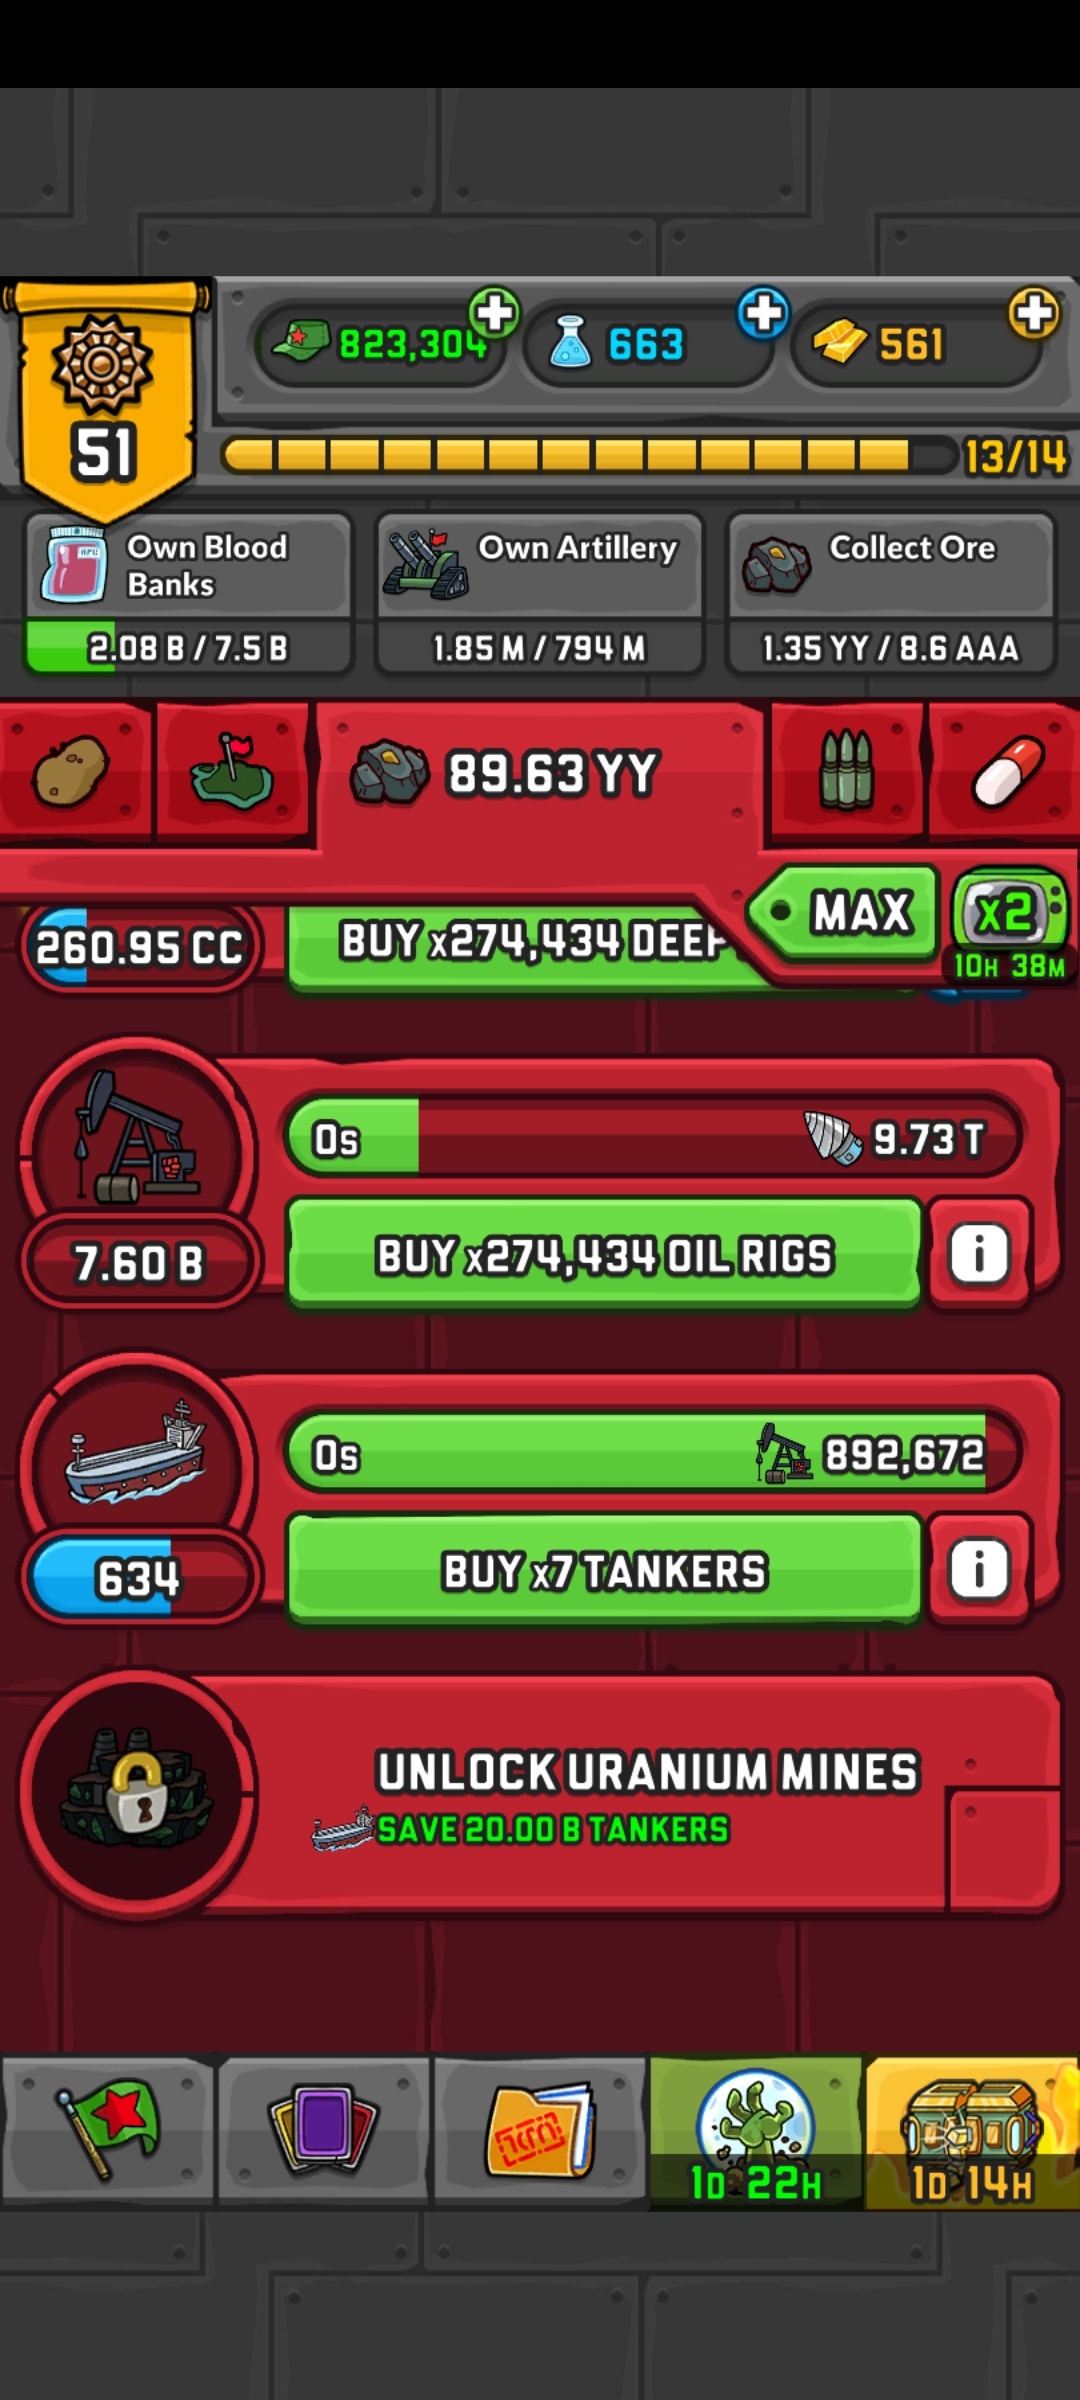 823,304
663
561
51
13/14
Own Blood
Banks
2.08 B / 7.5 B
Own Artillery
1.85 M / 794 M
Collect Ore
1.35 YY / 8.6 AAA
89.63 YY
MAX
x2
10H 38M
260.95 CC
BUY x274,434 DEEP
0s
9.73 T
7.60 B
BUY x274,434 OIL RIGS
i
0s
892,672
634
BUY x7 TANKERS
i
UNLOCK URANIUM MINES
SAVE 20.00 B TANKERS
1D 22H
1D 14H